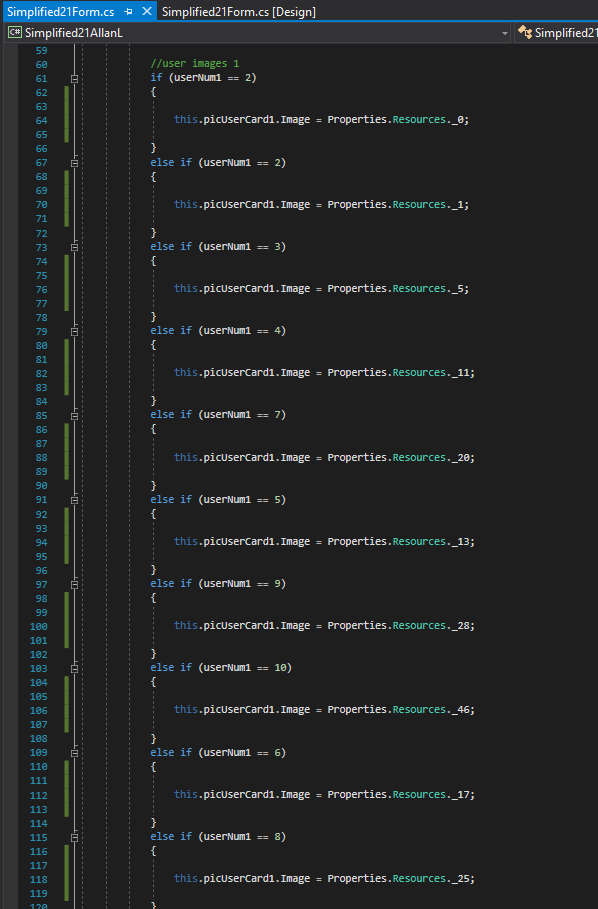 Simplified21Form.cs Simplified21Form.cs [Design]
C# Simplified21AllanL Simplified21
59
60 //user images 1
61 if (userNum1 == 2)
62 {
63
64 this.picUserCard1.Image = Properties.Resources._0;
65
66 }
67 else if (userNum1 == 2)
68 {
69
70 this.picUserCard1.Image = Properties.Resources._1;
71
72 }
73 else if (userNum1 == 3)
74 {
75
76 this.picUserCard1.Image = Properties.Resources._5;
77
78 }
79 else if (userNum1 == 4)
80 {
81
82 this.picUserCard1.Image = Properties.Resources._11;
83
84 }
85 else if (userNum1 == 7)
86 {
87
88 this.picUserCard1.Image = Properties.Resources._20;
89
90 }
91 else if (userNum1 == 5)
92 {
93
94 this.picUserCard1.Image = Properties.Resources._13;
95
96 }
97 else if (userNum1 == 9)
98 {
99
100 this.picUserCard1.Image = Properties.Resources._28;
101
102 }
103 else if (userNum1 == 10)
104 {
105
106 this.picUserCard1.Image = Properties.Resources._46;
107
108 }
109 else if (userNum1 == 6)
110 {
111
112 this.picUserCard1.Image = Properties.Resources._17;
113
114 }
115 else if (userNum1 == 8)
116 {
117
118 this.picUserCard1.Image = Properties.Resources._25;
119
120 }